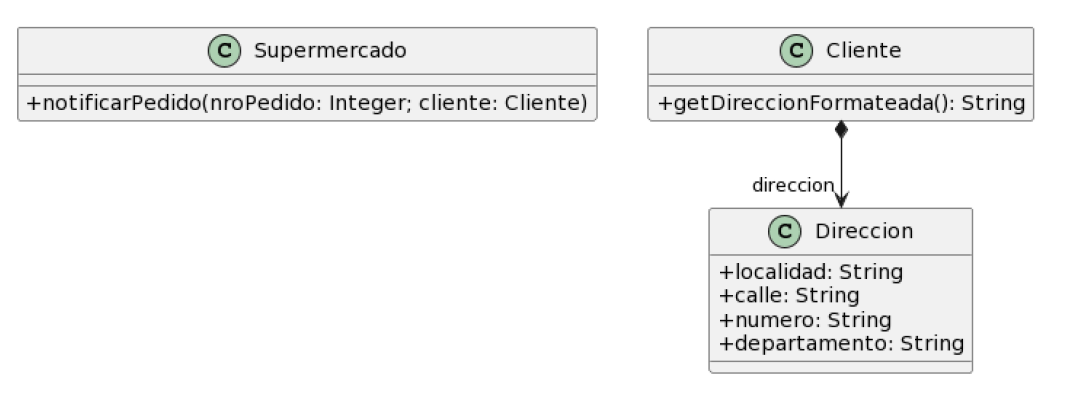 C Supermercado
+notificarPedido(nroPedido: Integer; cliente: Cliente)
C Cliente
+getDireccionFormateada(): String
direccion
C Direccion
+localidad: String
+calle: String
+numero: String
+departamento: String